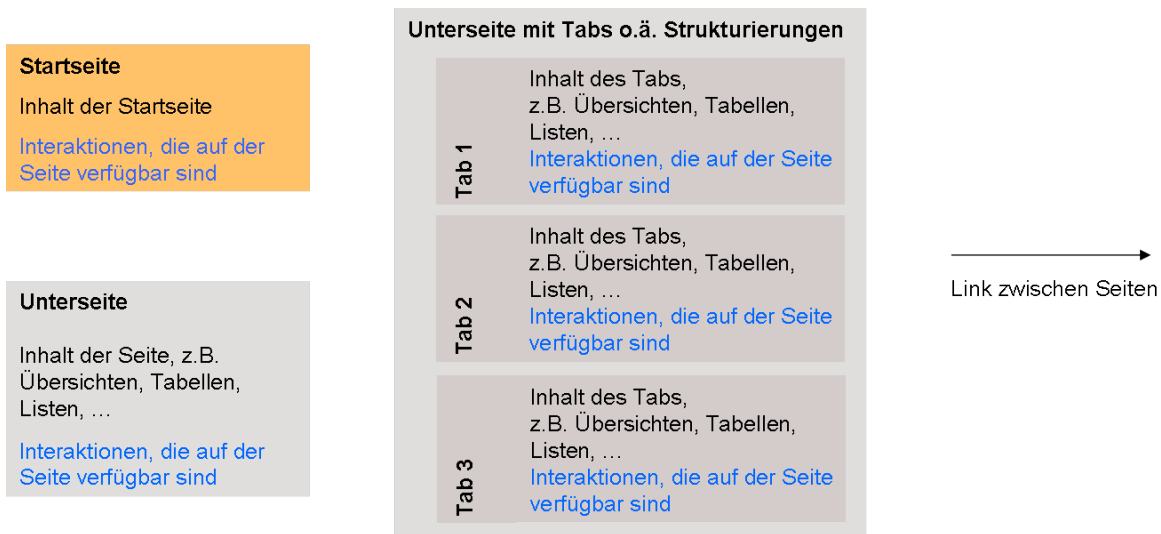 Startseite
Inhalt der Startseite
Interaktionen, die auf der
Seite verfügbar sind
Unterseite
Inhalt der Seite, z.B.
Übersichten, Tabellen,
Listen, …
Interaktionen, die auf der
Seite verfügbar sind
Unterseite mit Tabs o.ä. Strukturierungen
Tab 1
Inhalt des Tabs,
z.B. Übersichten, Tabellen,
Listen, …
Interaktionen, die auf der Seite
verfügbar sind
Tab 2
Inhalt des Tabs,
z.B. Übersichten, Tabellen,
Listen, …
Interaktionen, die auf der Seite
verfügbar sind
Tab 3
Inhalt des Tabs,
z.B. Übersichten, Tabellen,
Listen, …
Interaktionen, die auf der Seite
verfügbar sind
Link zwischen Seiten